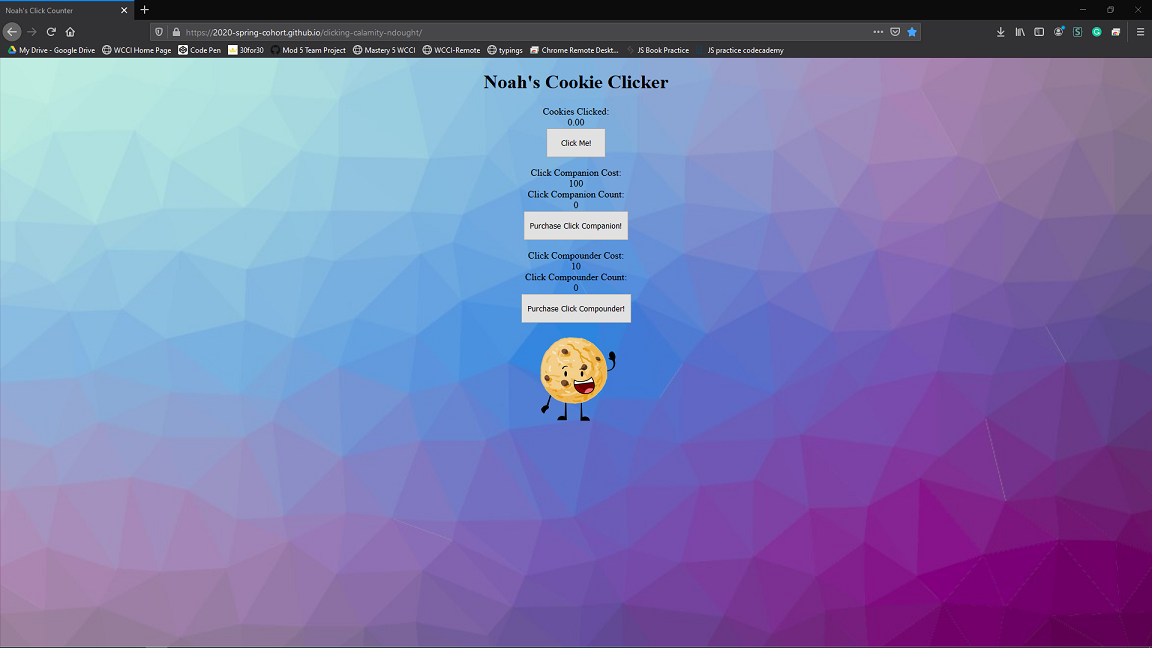 Noah's Click Counter
https://2020-spring-cohort.github.io/clicking-calamity-ndought/
My Drive - Google Drive WCCI Home Page Code Pen 30for30 Mod 5 Team Project Mastery 5 WCCI WCCI-Remote typings Chrome Remote Deskt... JS Book Practice JS practice codecademy
Noah's Cookie Clicker
Cookies Clicked:
0.00
Click Me!
Click Companion Cost:
100
Click Companion Count:
0
Purchase Click Companion!
Click Compounder Cost:
10
Click Compounder Count:
0
Purchase Click Compounder!